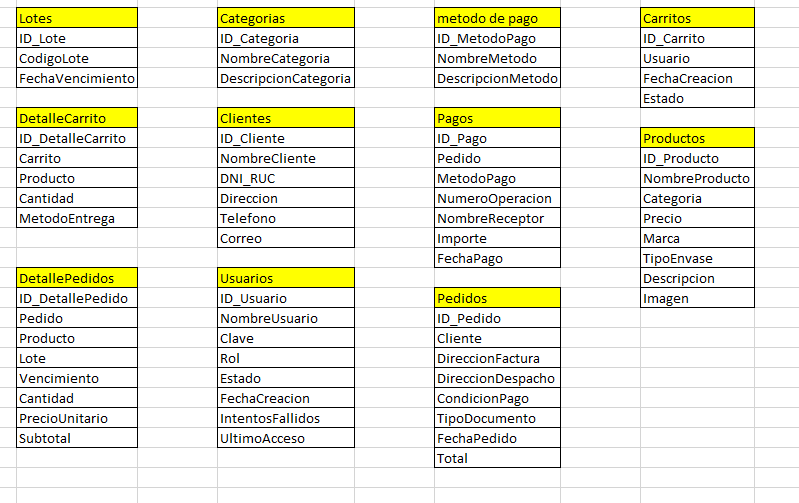 Lotes
ID_Lote
CodigoLote
FechaVencimiento
Categorias
ID_Categoria
NombreCategoria
DescripcionCategoria
metodo de pago
ID_MetodoPago
NombreMetodo
DescripcionMetodo
Carritos
ID_Carrito
Usuario
FechaCreacion
Estado
DetalleCarrito
ID_DetalleCarrito
Carrito
Producto
Cantidad
MetodoEntrega
Clientes
ID_Cliente
NombreCliente
DNI_RUC
Direccion
Telefono
Correo
Pagos
ID_Pago
Pedido
MetodoPago
NumeroOperacion
NombreReceptor
Importe
FechaPago
Productos
ID_Producto
NombreProducto
Categoria
Precio
Marca
TipoEnvase
Descripcion
Imagen
DetallePedidos
ID_DetallePedido
Pedido
Producto
Lote
Vencimiento
Cantidad
PrecioUnitario
Subtotal
Usuarios
ID_Usuario
NombreUsuario
Clave
Rol
Estado
FechaCreacion
IntentosFallidos
UltimoAcceso
Pedidos
ID_Pedido
Cliente
DireccionFactura
DireccionDespacho
CondicionPago
TipoDocumento
FechaPedido
Total